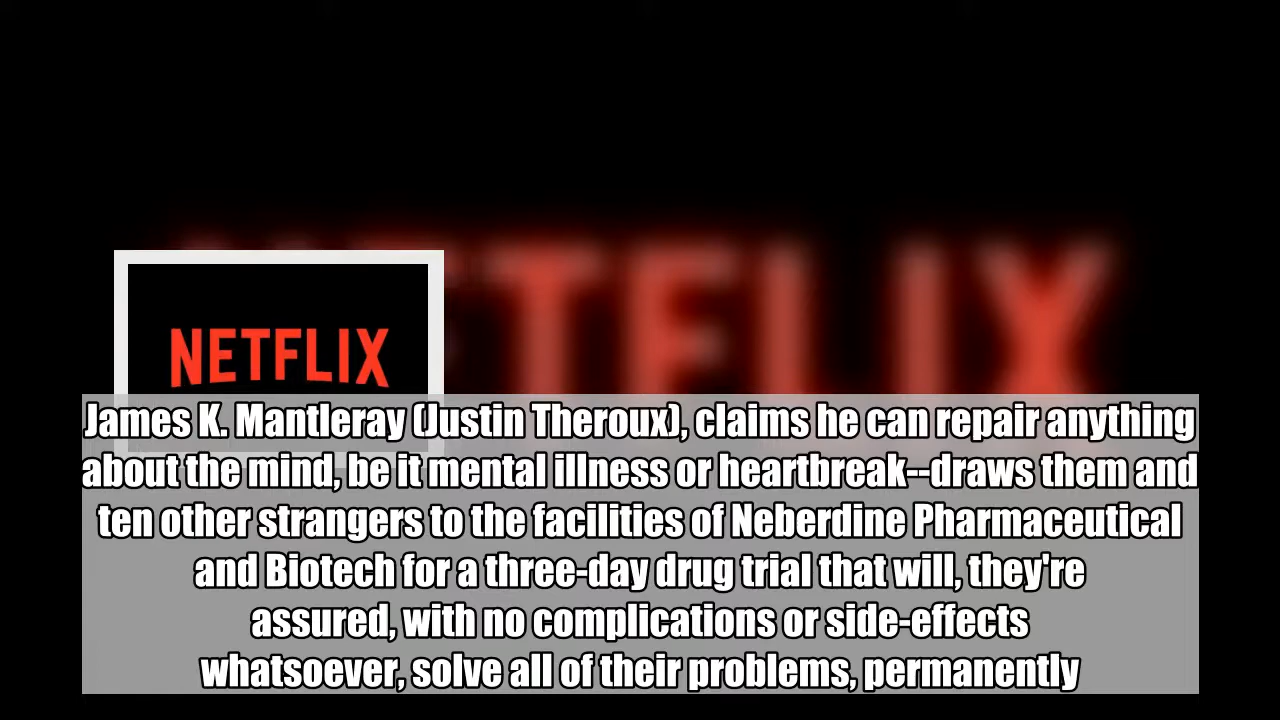 NETFLIX
NETFLIX
James K. Mantleray (Justin Theroux), claims he can repair anything
about the mind, be it mental illness or heartbreak--draws them and
ten other strangers to the facilities of Neberdine Pharmaceutical
and Biotech for a three-day drug trial that will, they're
assured, with no complications or side-effects
whatsoever, solve all of their problems, permanently